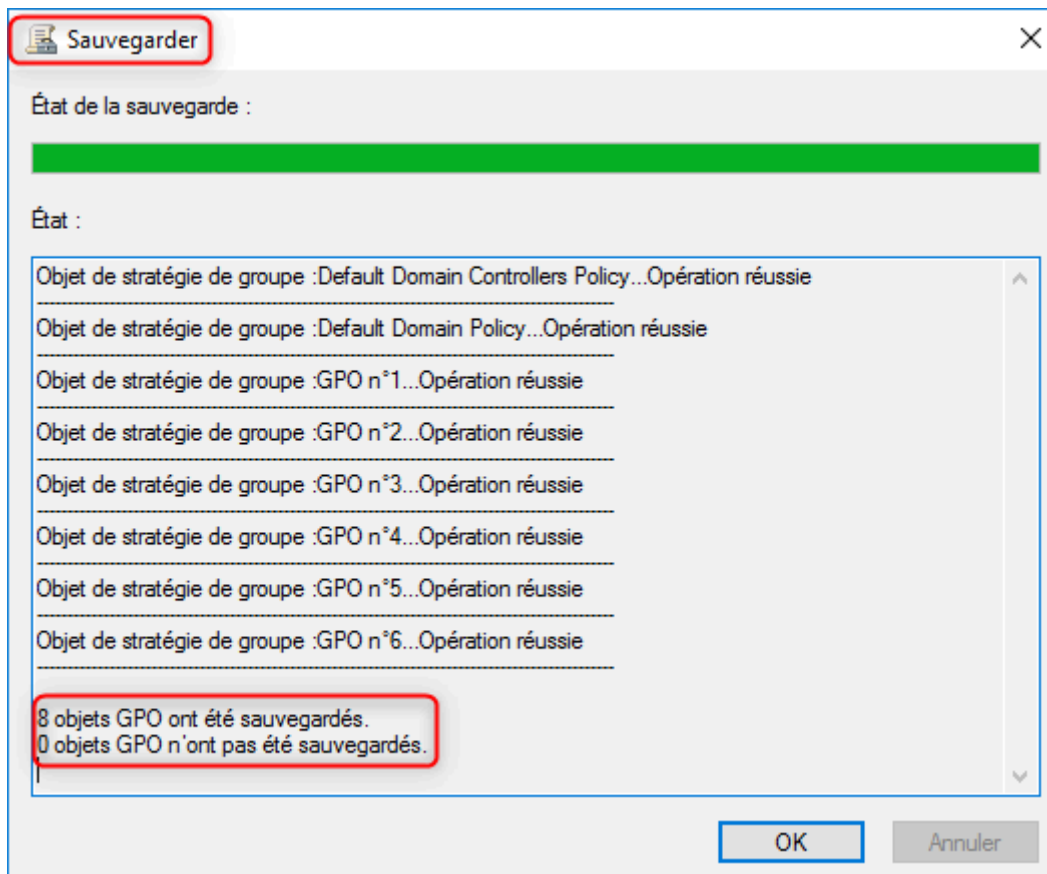 Sauvegarder
État de la sauvegarde :
État :
Objet de stratégie de groupe :Default Domain Controllers Policy...Opération réussie
Objet de stratégie de groupe :Default Domain Policy...Opération réussie
Objet de stratégie de groupe :GPO n°1...Opération réussie
Objet de stratégie de groupe :GPO n°2...Opération réussie
Objet de stratégie de groupe :GPO n°3...Opération réussie
Objet de stratégie de groupe :GPO n°4...Opération réussie
Objet de stratégie de groupe :GPO n°5...Opération réussie
Objet de stratégie de groupe :GPO n°6...Opération réussie
8 objets GPO ont été sauvegardés.
0 objets GPO n'ont pas été sauvegardés.
OK
Annuler